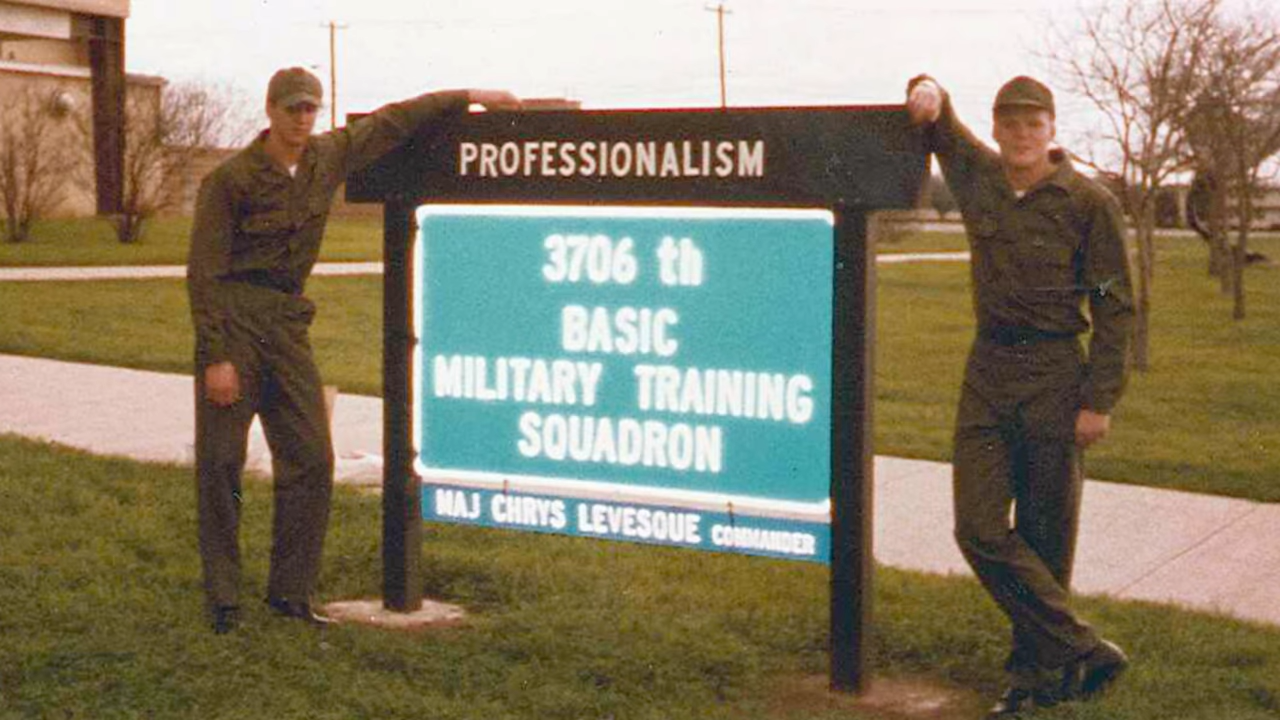 PROFESSIONALISM
3706 th
BASIC
MILITARY TRAINING
SQUADRON
MAJ CHRYS LEVESQUE COMMANDER